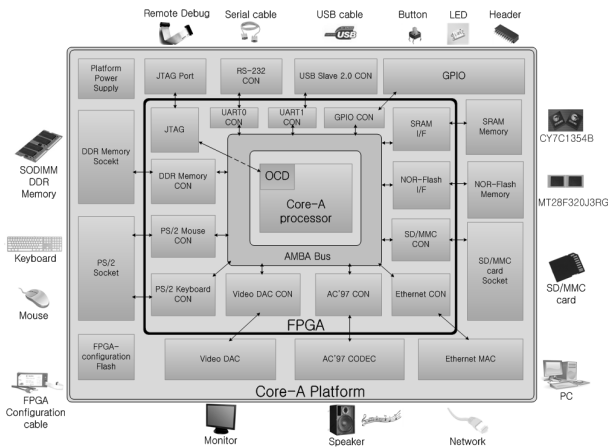 Remote Debug
Serial cable
USB cable
Button
LED
Header
Platform
Power
Supply
JTAG Port
RS-232
CON
USB Slave 2.0 CON
GPIO
UART0
CON
UART1
CON
GPIO CON
JTAG
SRAM
I/F
SRAM
Memory
CY7C1354B
DDR Memory
Socekt
DDR Memory
CON
OCD
Core-A
processor
NOR-Flash
I/F
NOR-Flash
Memory
MT28F320J3RG
SODIMM
DDR
Memory
PS/2
Socket
PS/2 Mouse
CON
SD/MMC
CON
SD/MMC
card
Socket
AMBA Bus
Keyboard
PS/2 Keyboard
CON
Video DAC CON
AC'97 CON
Ethernet CON
SD/MMC
card
Mouse
FPGA
FPGA-
configuration
Flash
Video DAC
AC'97 CODEC
Ethernet MAC
Core-A Platform
FPGA
Configuration
cable
PC
Monitor
Speaker
Network